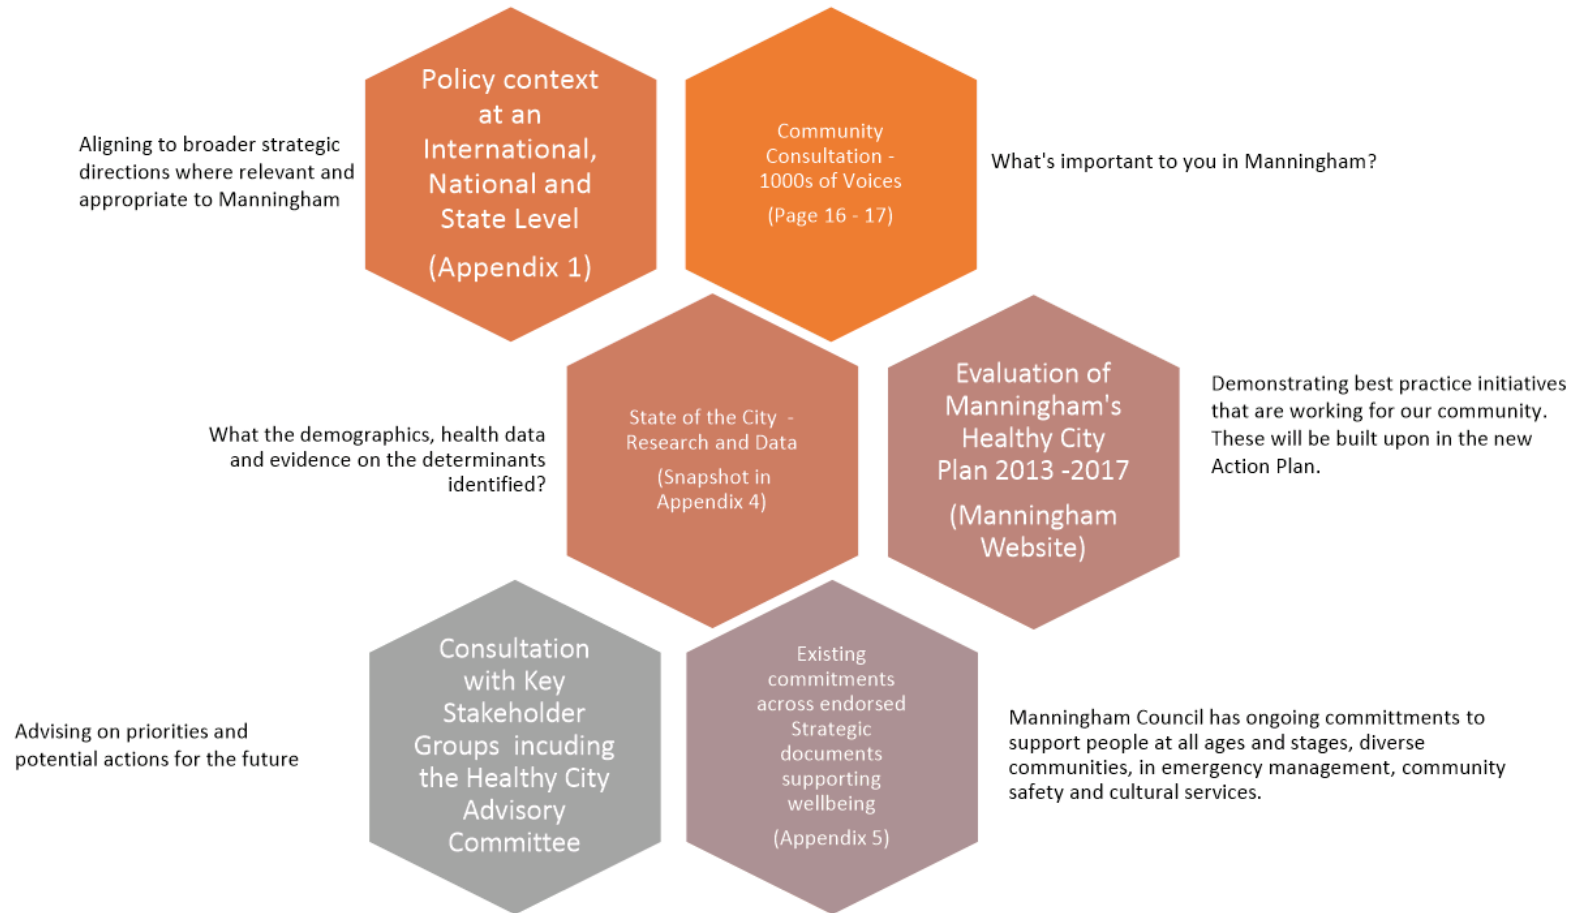 Aligning to broader strategic
directions where relevant and
appropriate to Manningham
Policy context
at an
International,
National and
State Level
(Appendix 1)
Community
Consultation -
1000s of Voices
(Page 16 - 17)
What's important to you in Manningham?
What the demographics, health data
and evidence on the determinants
identified?
State of the City -
Research and Data
(Snapshot in
Appendix 4)
Evaluation of
Manningham's
Healthy City
Plan 2013 -2017
(Manningham
Website)
Demonstrating best practice initiatives
that are working for our community.
These will be built upon in the new
Action Plan.
Advising on priorities and
potential actions for the future
Consultation
with Key
Stakeholder
Groups incuding
the Healthy City
Advisory
Committee
Existing
commitments
across endorsed
Strategic
documents
supporting
wellbeing
(Appendix 5)
Manningham Council has ongoing committments to
support people at all ages and stages, diverse
communities, in emergency management, community
safety and cultural services.